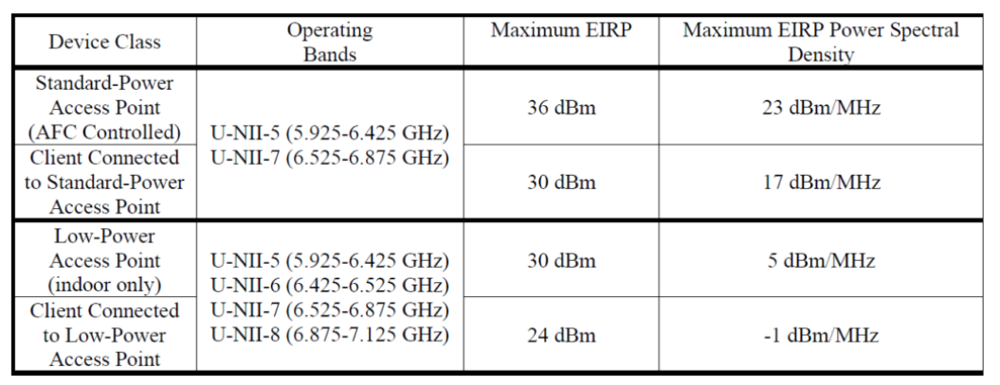 Device Class
Operating
Bands
Maximum EIRP
Maximum EIRP Power Spectral
Density
Standard-Power
Access Point
(AFC Controlled)
U-NII-5 (5.925-6.425 GHz)
U-NII-7 (6.525-6.875 GHz)
36 dBm
23 dBm/MHz
Client Connected
to Standard-Power
Access Point
30 dBm
17 dBm/MHz
Low-Power
Access Point
(indoor only)
U-NII-5 (5.925-6.425 GHz)
U-NII-6 (6.425-6.525 GHz)
U-NII-7 (6.525-6.875 GHz)
U-NII-8 (6.875-7.125 GHz)
30 dBm
5 dBm/MHz
Client Connected
to Low-Power
Access Point
24 dBm
-1 dBm/MHz